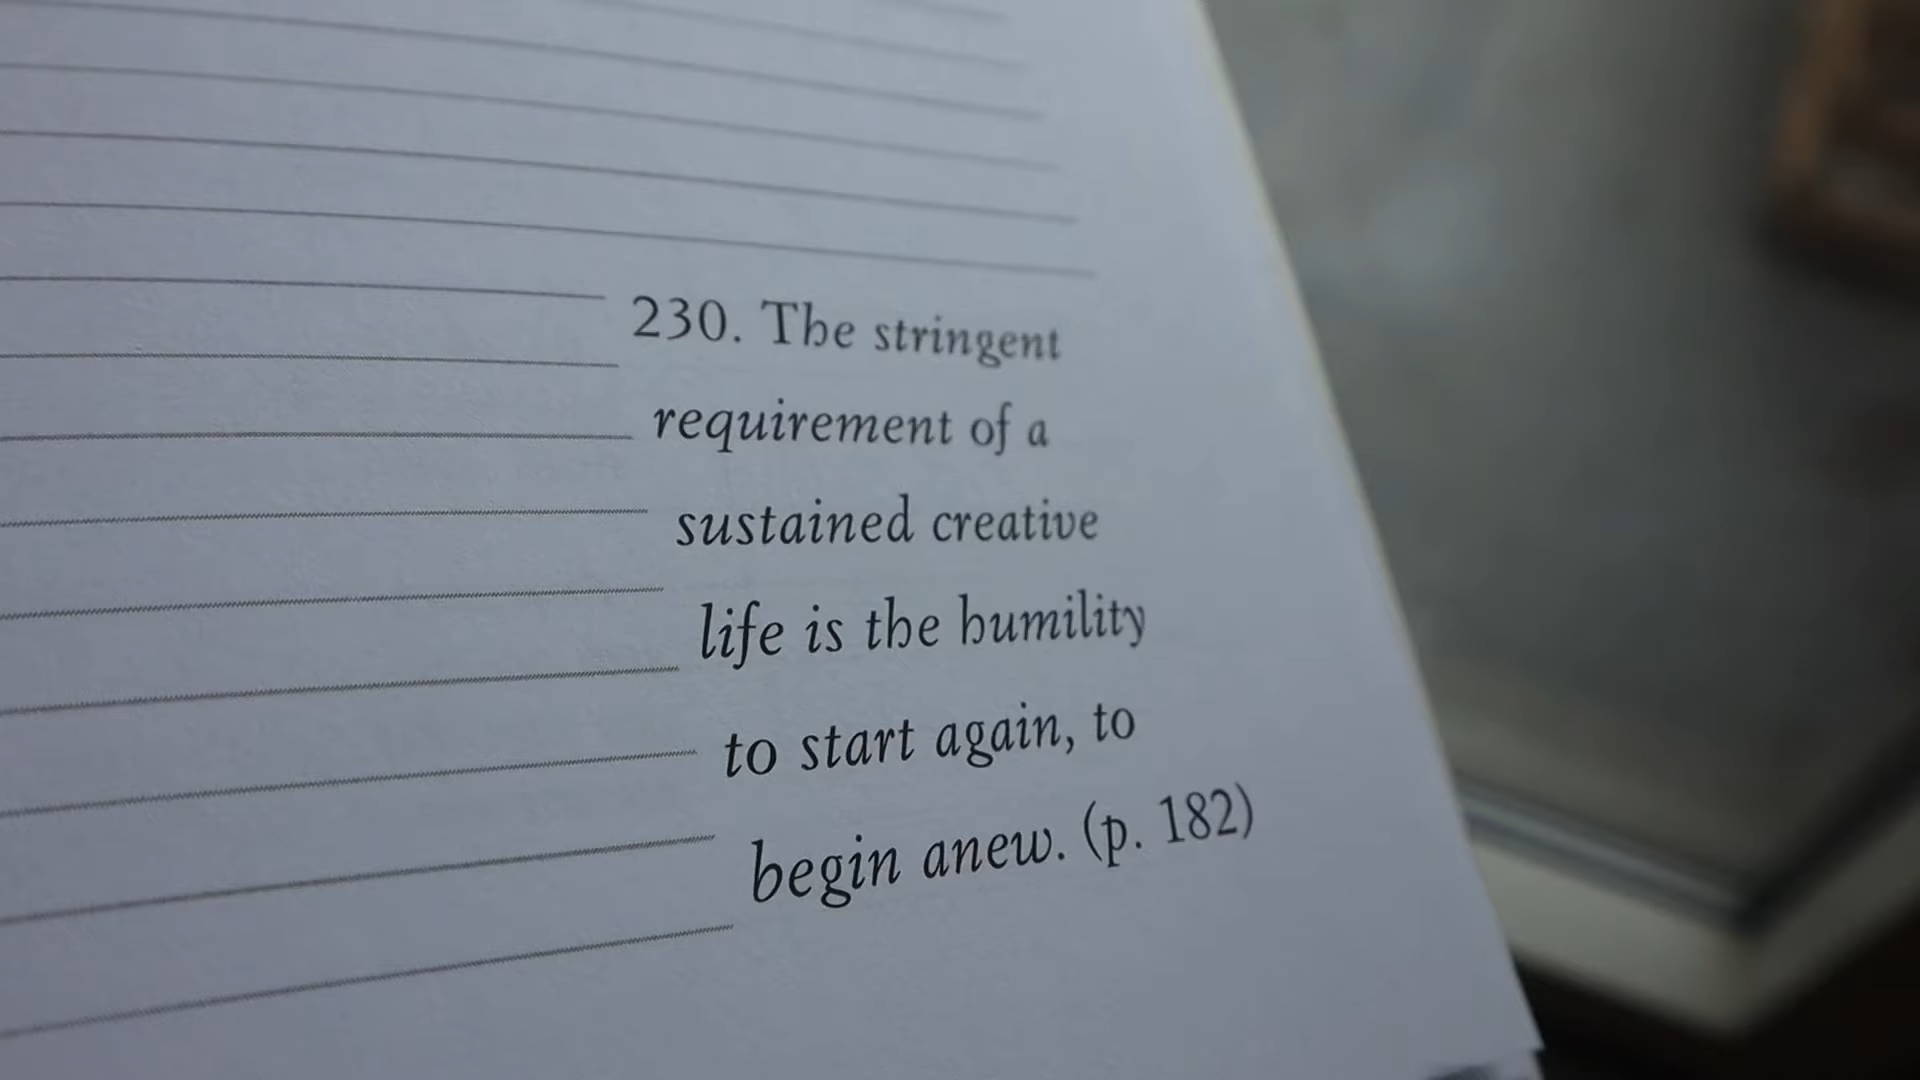 230. The stringent
requirement of a
sustained creative
life is the humility
to start again, to
begin anew. (p. 182)